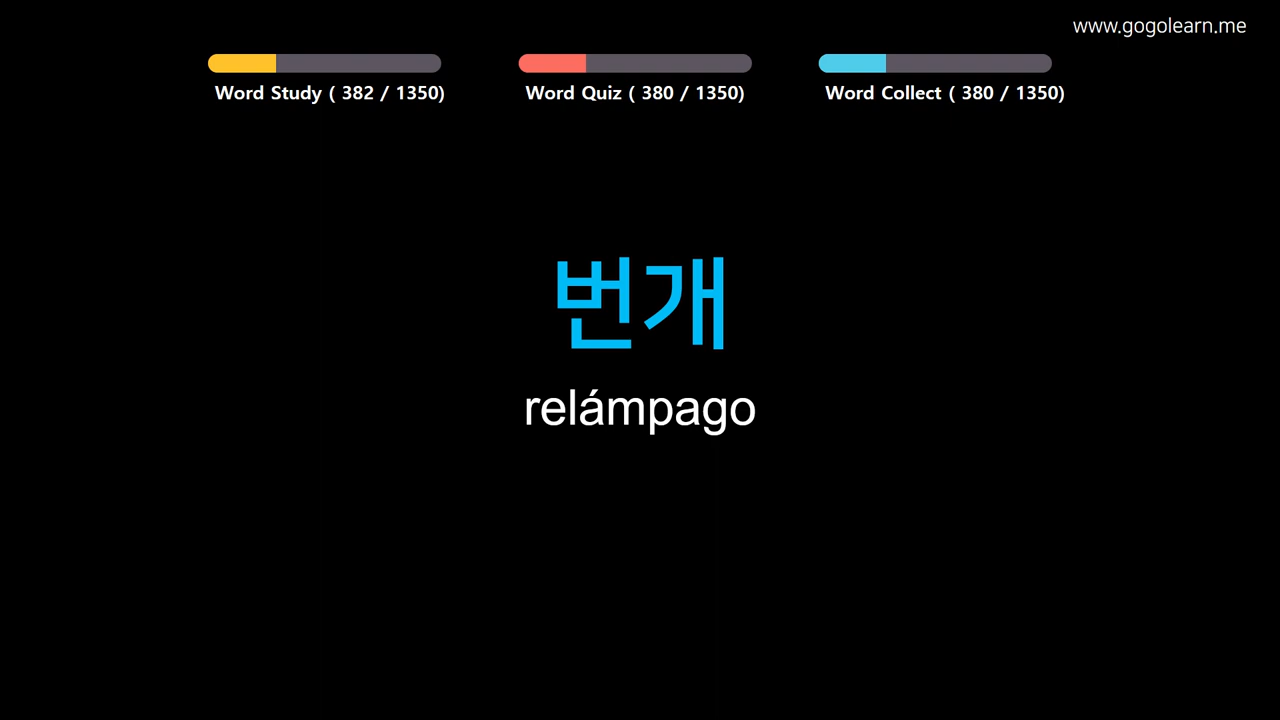 www.gogolearn.me
Word Study ( 382 / 1350)
Word Quiz ( 380 / 1350)
Word Collect ( 380 / 1350)
번개
relámpago